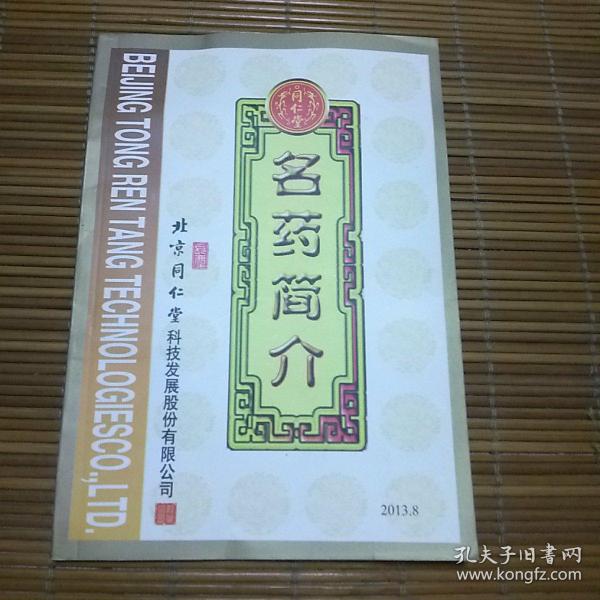 BEIJING TONG REN TANG TECHNOLOGIESCO.,LTD.
同仁堂
名药简介
北京同仁堂科技发展股份有限公司
2013.8
孔夫子旧书网
www.kongfz.com